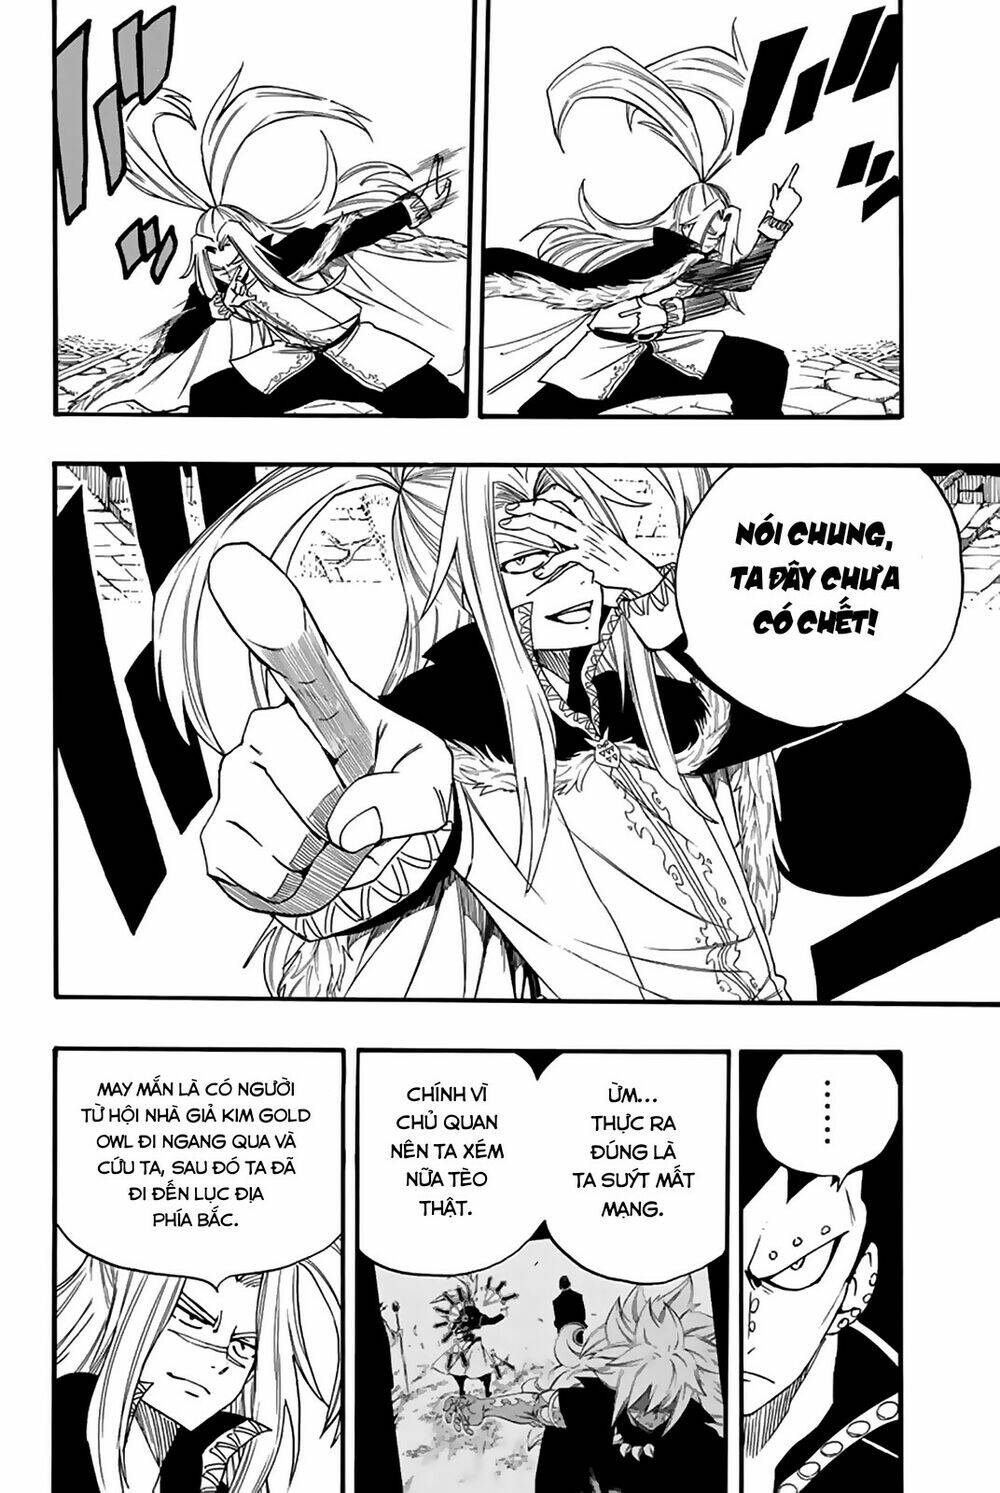 NÓI CHUNG,
TA ĐÂY CHƯA
CÓ CHẾT!
......
ỪM...
THỰC RA
ĐÚNG LÀ
TA SUÝT MẤT
MẠNG.
CHÍNH VÌ
CHỦ QUAN
NÊN TA XÉM
NỮA TÈO
THẬT.
MAY MẮN LÀ CÓ NGƯỜI
TỪ HỘI NHÀ GIẢ KIM GOLD
OWL ĐI NGANG QUA VÀ
CỨU TA, SAU ĐÓ TA ĐÃ
ĐI ĐẾN LỤC ĐỊA
PHÍA BẮC.